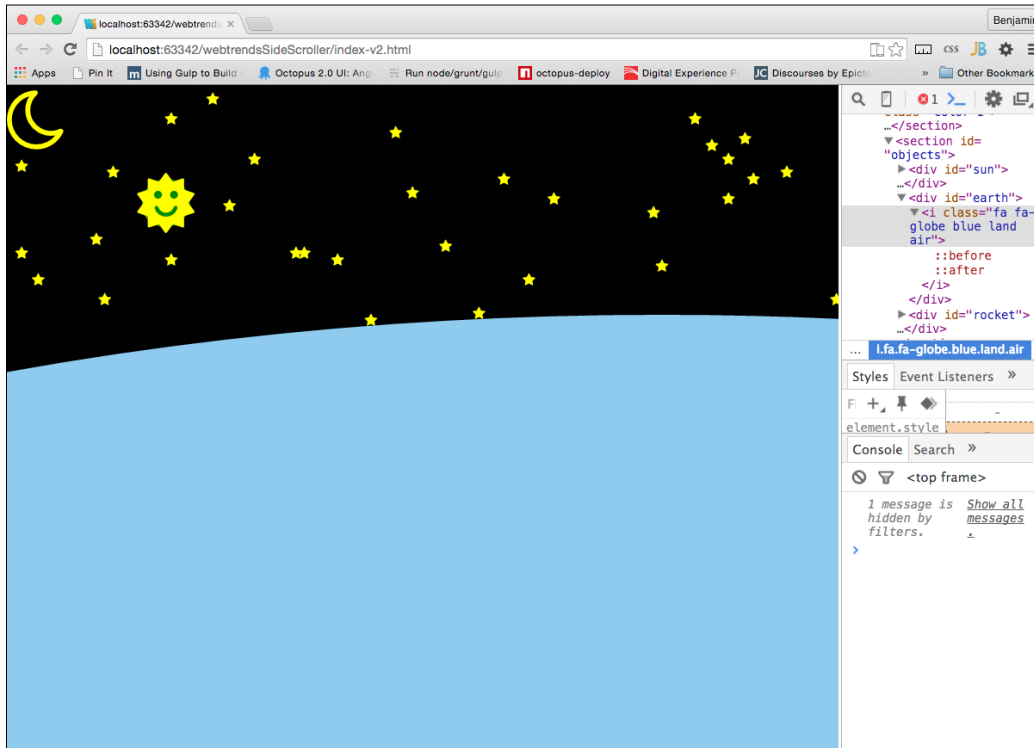 localhost:63342/webtrends
Benjamin
localhost:63342/webtrendsSideScroller/index-v2.html
css JB
Apps Pin It Using Gulp to Build Octopus 2.0 UI: Ang Run node/grunt/gulp octopus-deploy Digital Experience P JC Discourses by Epict » Other Bookmark
1
…</section>
▼<section id=
"objects">
▶<div id="sun">
…</div>
▼<div id="earth">
▼<i class="fa fa-
globe blue land
air">
::before
::after
</i>
</div>
▶<div id="rocket">
…</div>
... i.fa.fa-globe.blue.land.air
Styles Event Listeners »
element.style
Console Search »
<top frame>
1 message is Show all
hidden by messages
filters. .